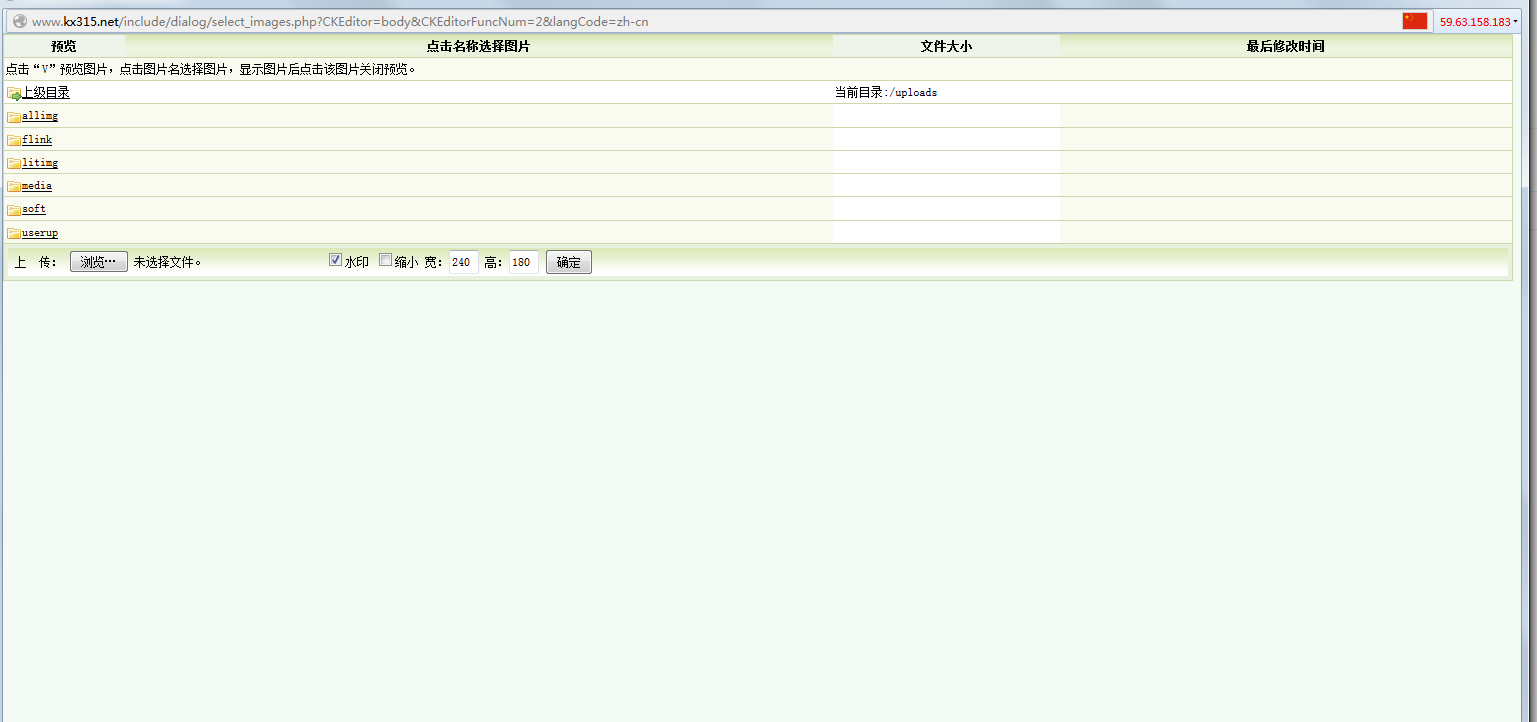 www.kx315.net/include/dialog/select_images.php?CKEditor=body&CKEditorFuncNum=2&langCode=zh-cn 59.63.158.183
预览 点击名称选择图片 文件大小 最后修改时间
点击“V”预览图片，点击图片名选择图片，显示图片后点击该图片关闭预览。
上级目录 当前目录:/uploads
allimg
flink
litimg
media
soft
userup
上 传： 浏览… 未选择文件。 水印 缩小 宽：240 高：180 确定